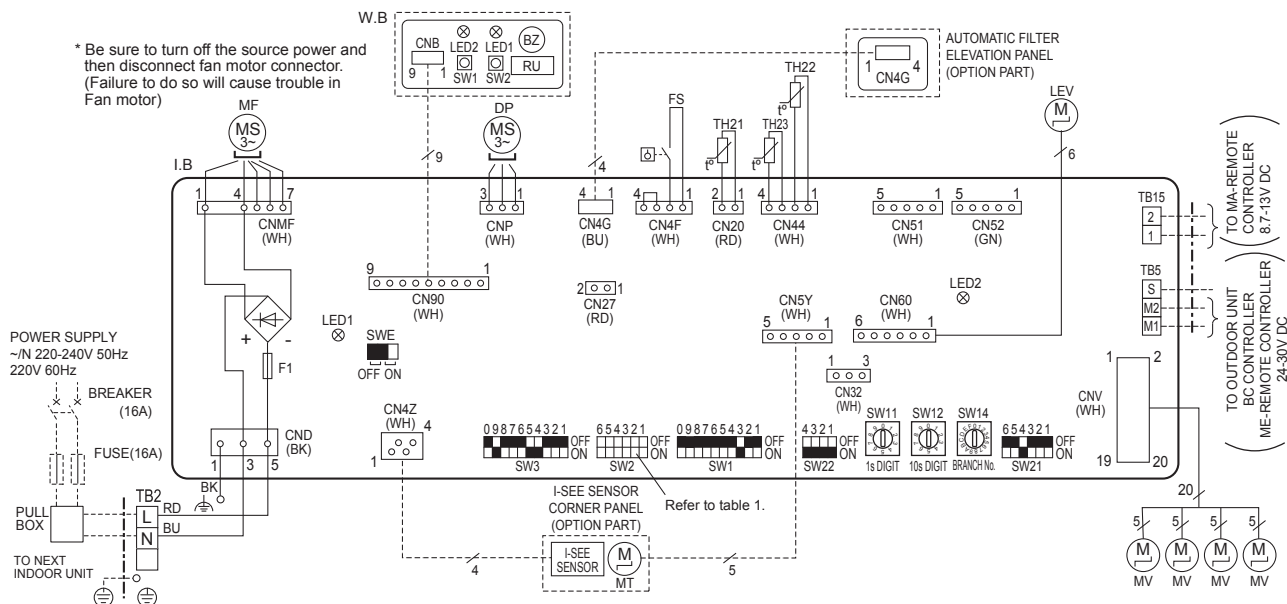 W.B
* Be sure to turn off the source power and
then disconnect fan motor connector.
(Failure to do so will cause trouble in
Fan motor)
CNB
9 1
LED2 LED1
SW1 SW2
BZ
RU
1 4
CN4G
AUTOMATIC FILTER
ELEVATION PANEL
(OPTION PART)
MF
MS
3~
DP
MS
3~
9
4
FS
TH21
t°
TH23
t°
TH22
t°
LEV
M
6
I.B
1 4 7
CNMF
(WH)
3 1
CNP
(WH)
4 1
CN4G
(BU)
4 1
CN4F
(WH)
2 1
CN20
(RD)
4 1
CN44
(WH)
5 1
CN51
(WH)
5 1
CN52
(GN)
TB15
2
1
TO MA-REMOTE
CONTROLLER
8.7-13V DC
9 1
CN90
(WH)
2 1
CN27
(RD)
5 1
CN5Y
(WH)
6 1
CN60
(WH)
LED2
TB5
S
M2
M1
TO OUTDOOR UNIT
BC CONTROLLER
ME-REMOTE CONTROLLER
24-30V DC
LED1
SWE
OFF ON
+ -
F1
1 3
CN32
(WH)
1 2
CNV
(WH)
19 20
POWER SUPPLY
~/N 220-240V 50Hz
220V 60Hz
BREAKER
(16A)
FUSE(16A)
CND
(BK)
1 3 5
CN4Z
(WH)
4
1
0987654321
OFF
ON
SW3
654321
OFF
ON
SW2
0987654321
OFF
ON
SW1
4321
OFF
ON
SW22
SW11
1s DIGIT
SW12
10s DIGIT
SW14
BRANCH No.
654321
OFF
ON
SW21
Refer to table 1.
BK
TB2
L
N
RD
BU
PULL
BOX
TO NEXT
INDOOR UNIT
I-SEE SENSOR
CORNER PANEL
(OPTION PART)
I-SEE
SENSOR
M
MT
4
5
20
5 5 5 5
M M M M
MV MV MV MV